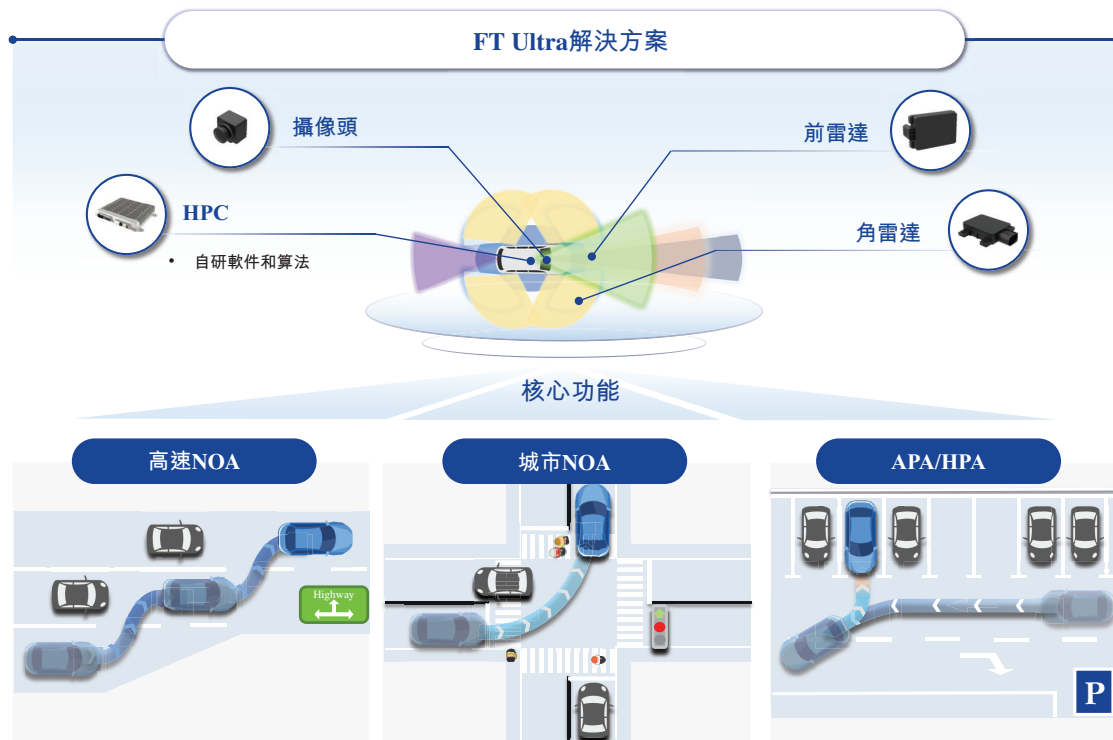 FT Ultra解決方案
攝像頭
前雷達
HPC
角雷達
• 自研軟件和算法
核心功能
高速NOA
城市NOA
APA/HPA
Highway
P